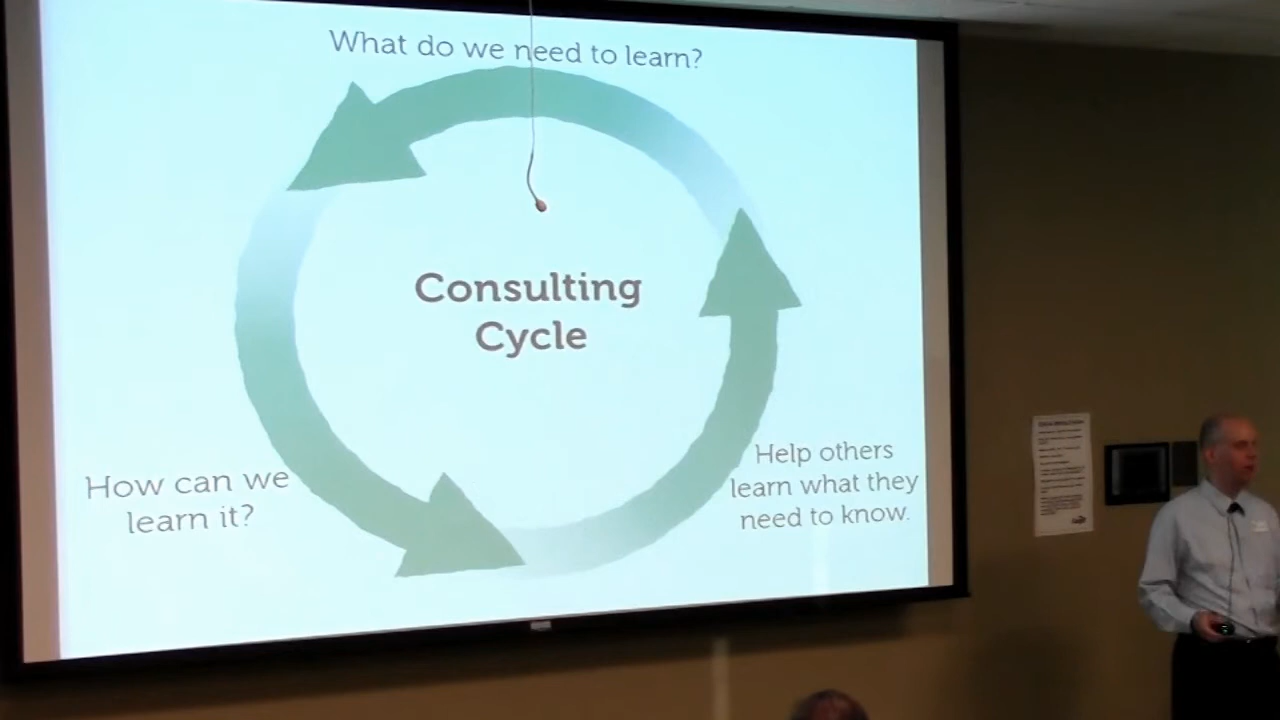 What do we need to learn?
Consulting
Cycle
How can we
learn it?
Help others
learn what they
need to know.